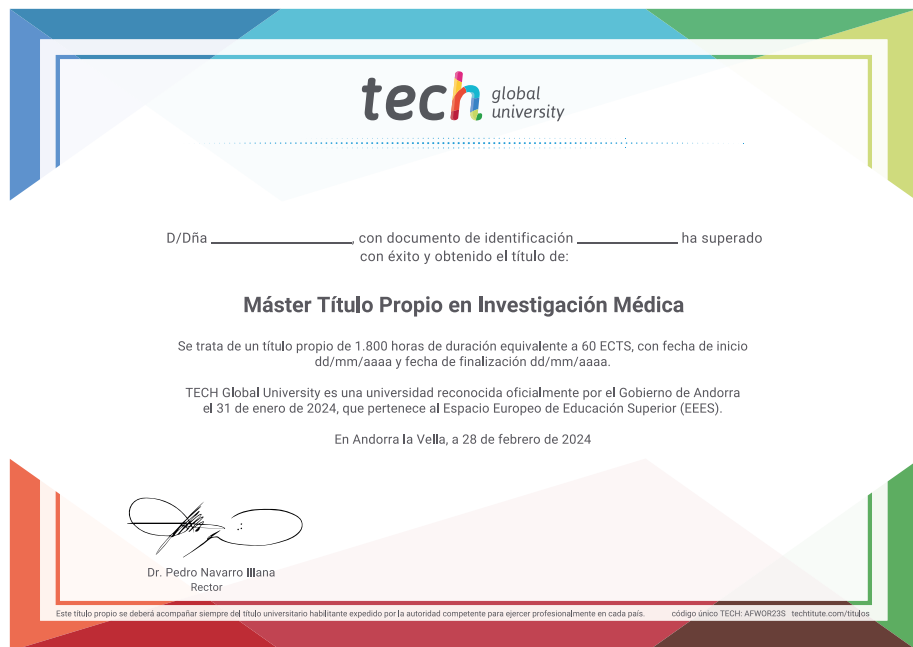 tech global
university
D/Dña ____________, con documento de identificación ____________ ha superado
con éxito y obtenido el título de:
Máster Título Propio en Investigación Médica
Se trata de un título propio de 1.800 horas de duración equivalente a 60 ECTS, con fecha de inicio
dd/mm/aaaa y fecha de finalización dd/mm/aaaa.
TECH Global University es una universidad reconocida oficialmente por el Gobierno de Andorra
el 31 de enero de 2024, que pertenece al Espacio Europeo de Educación Superior (EEES).
En Andorra la Vella, a 28 de febrero de 2024
Dr. Pedro Navarro Illana
Rector
Este título propio se deberá acompañar siempre del título universitario habilitante expedido por la autoridad competente para ejercer profesionalmente en cada país. código único TECH: AFWOR23S techtitute.com/titulos